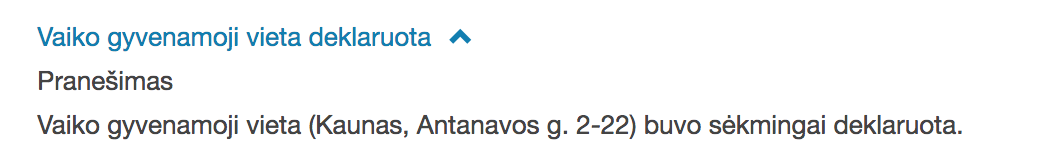 Vaiko gyvenamoji vieta deklaruota
Pranešimas
Vaiko gyvenamoji vieta (Kaunas, Antanavos g. 2-22) buvo sėkmingai deklaruota.